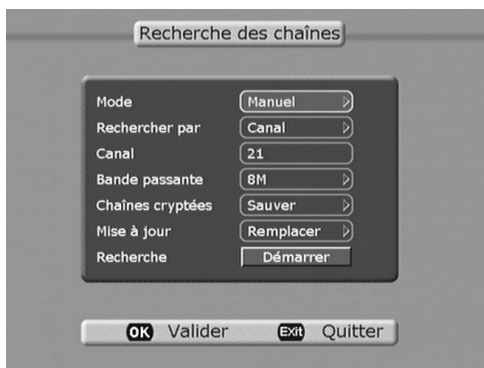 Recherche des chaînes
Mode Manuel
Rechercher par Canal
Canal 21
Bande passante 8M
Chaînes cryptées Sauver
Mise à jour Remplacer
Recherche Démarrer
OK Valider Exit Quitter